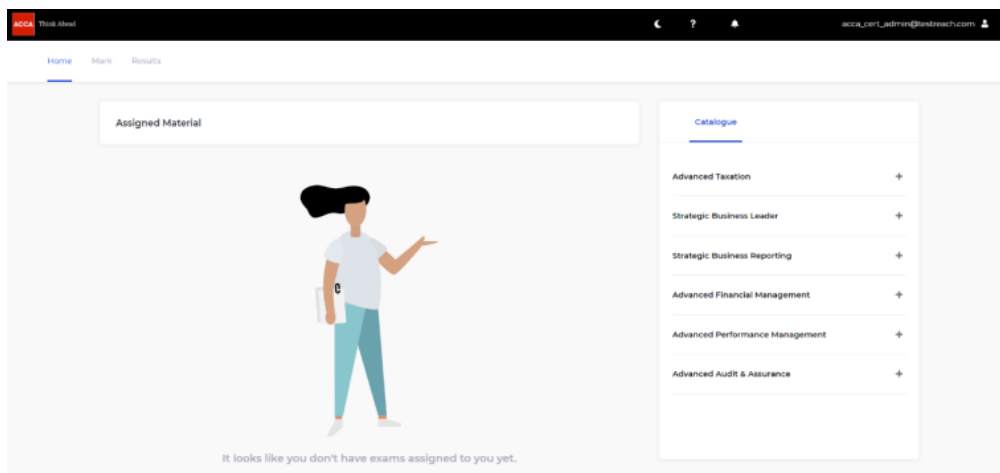 ACCA Think Ahead
? acca_cert_admin@testreach.com
Home Mark Results
Assigned Material
Catalogue
Advanced Taxation +
Strategic Business Leader +
Strategic Business Reporting +
Advanced Financial Management +
Advanced Performance Management +
Advanced Audit & Assurance +
It looks like you don't have exams assigned to you yet.